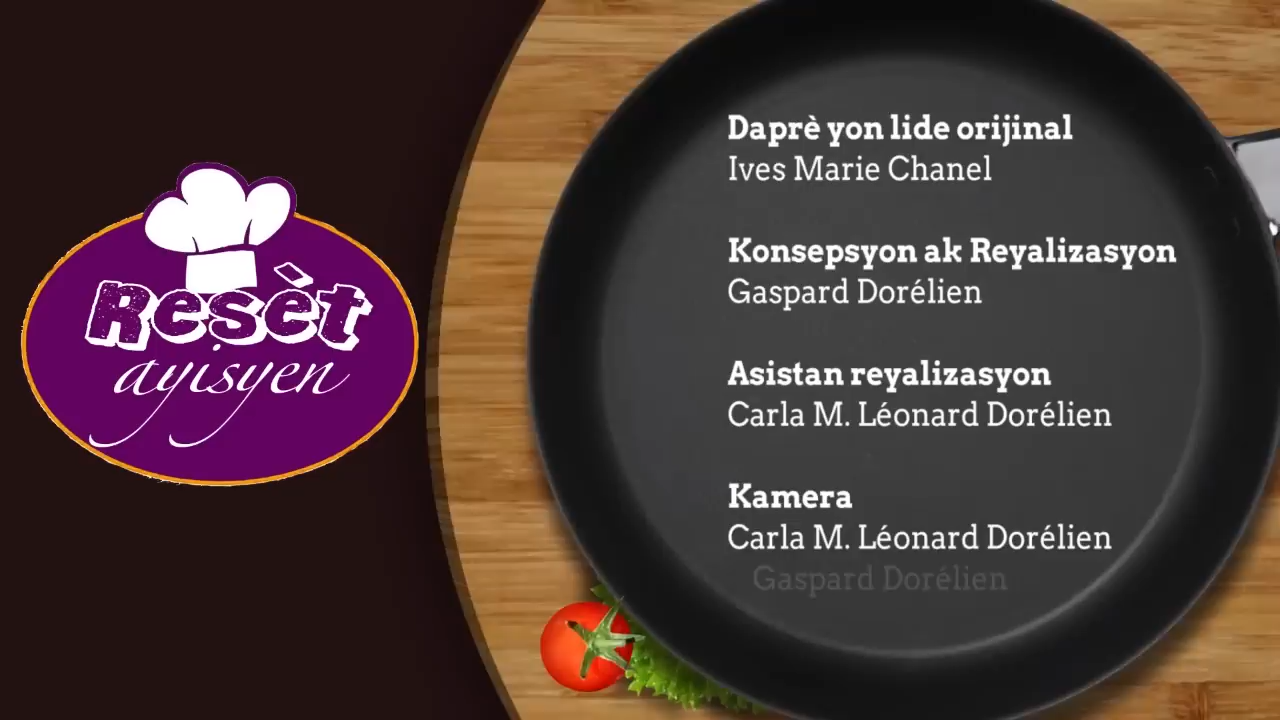 Resèt
ayisyen
Daprè yon lide orijinal
Ives Marie Chanel
Konsepsyon ak Reyalizasyon
Gaspard Dorélien
Asistan reyalizasyon
Carla M. Léonard Dorélien
Kamera
Carla M. Léonard Dorélien
Gaspard Dorélien